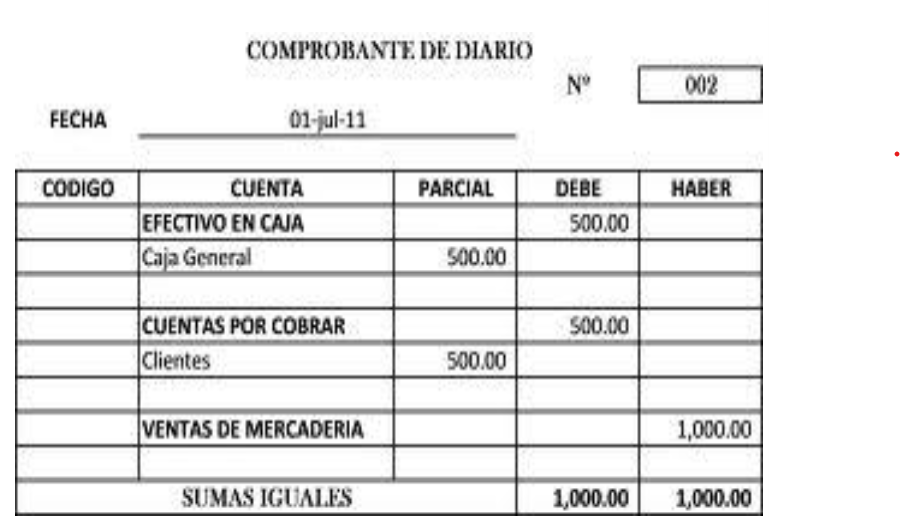 COMPROBANTE DE DIARIO
Nº 002
FECHA 01-jul-11
CODIGO CUENTA PARCIAL DEBE HABER
EFECTIVO EN CAJA 500.00
Caja General 500.00
CUENTAS POR COBRAR 500.00
Clientes 500.00
VENTAS DE MERCADERIA 1,000.00
SUMAS IGUALES 1,000.00 1,000.00